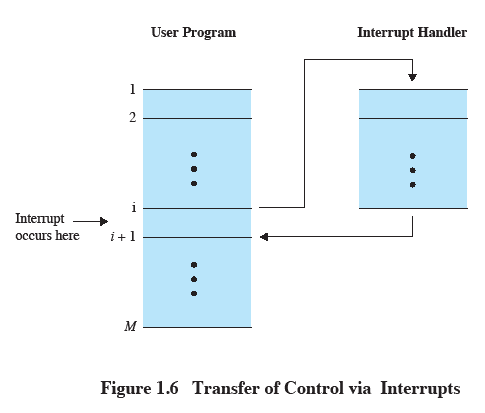 User Program
Interrupt Handler
1
2
i
Interrupt
occurs here
i + 1
M
Figure 1.6 Transfer of Control via Interrupts